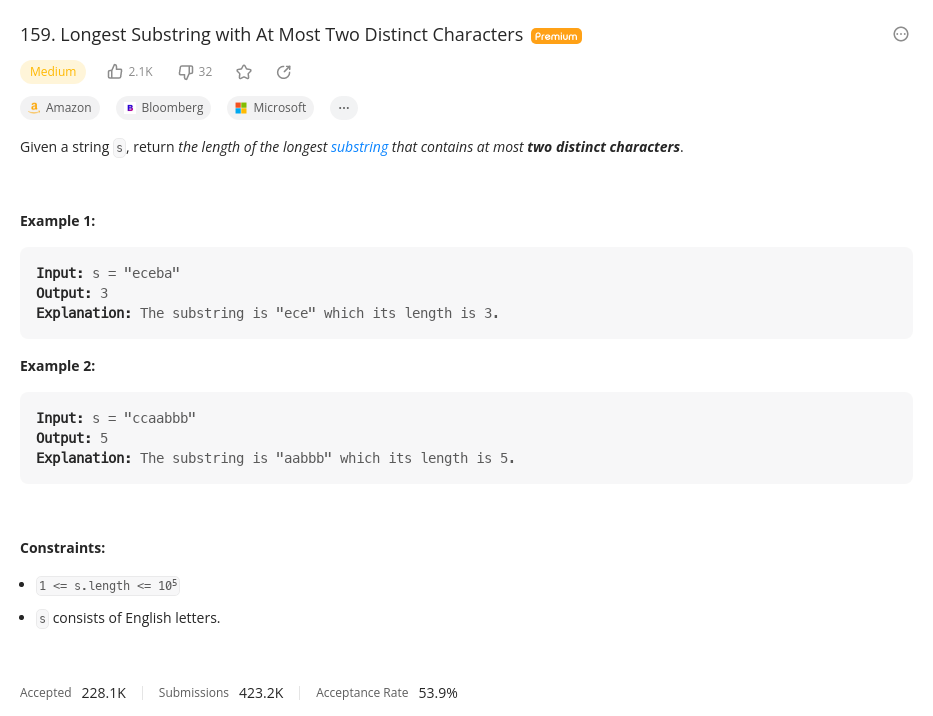 159. Longest Substring with At Most Two Distinct Characters Premium
Medium 2.1K 32
a Amazon B Bloomberg Microsoft ...
Given a string s, return the length of the longest substring that contains at most two distinct characters.
Example 1:
Input: s = "eceba"
Output: 3
Explanation: The substring is "ece" which its length is 3.
Example 2:
Input: s = "ccaabbb"
Output: 5
Explanation: The substring is "aabbb" which its length is 5.
Constraints:
• 1 <= s.length <= 10⁵
• s consists of English letters.
Accepted 228.1K Submissions 423.2K Acceptance Rate 53.9%